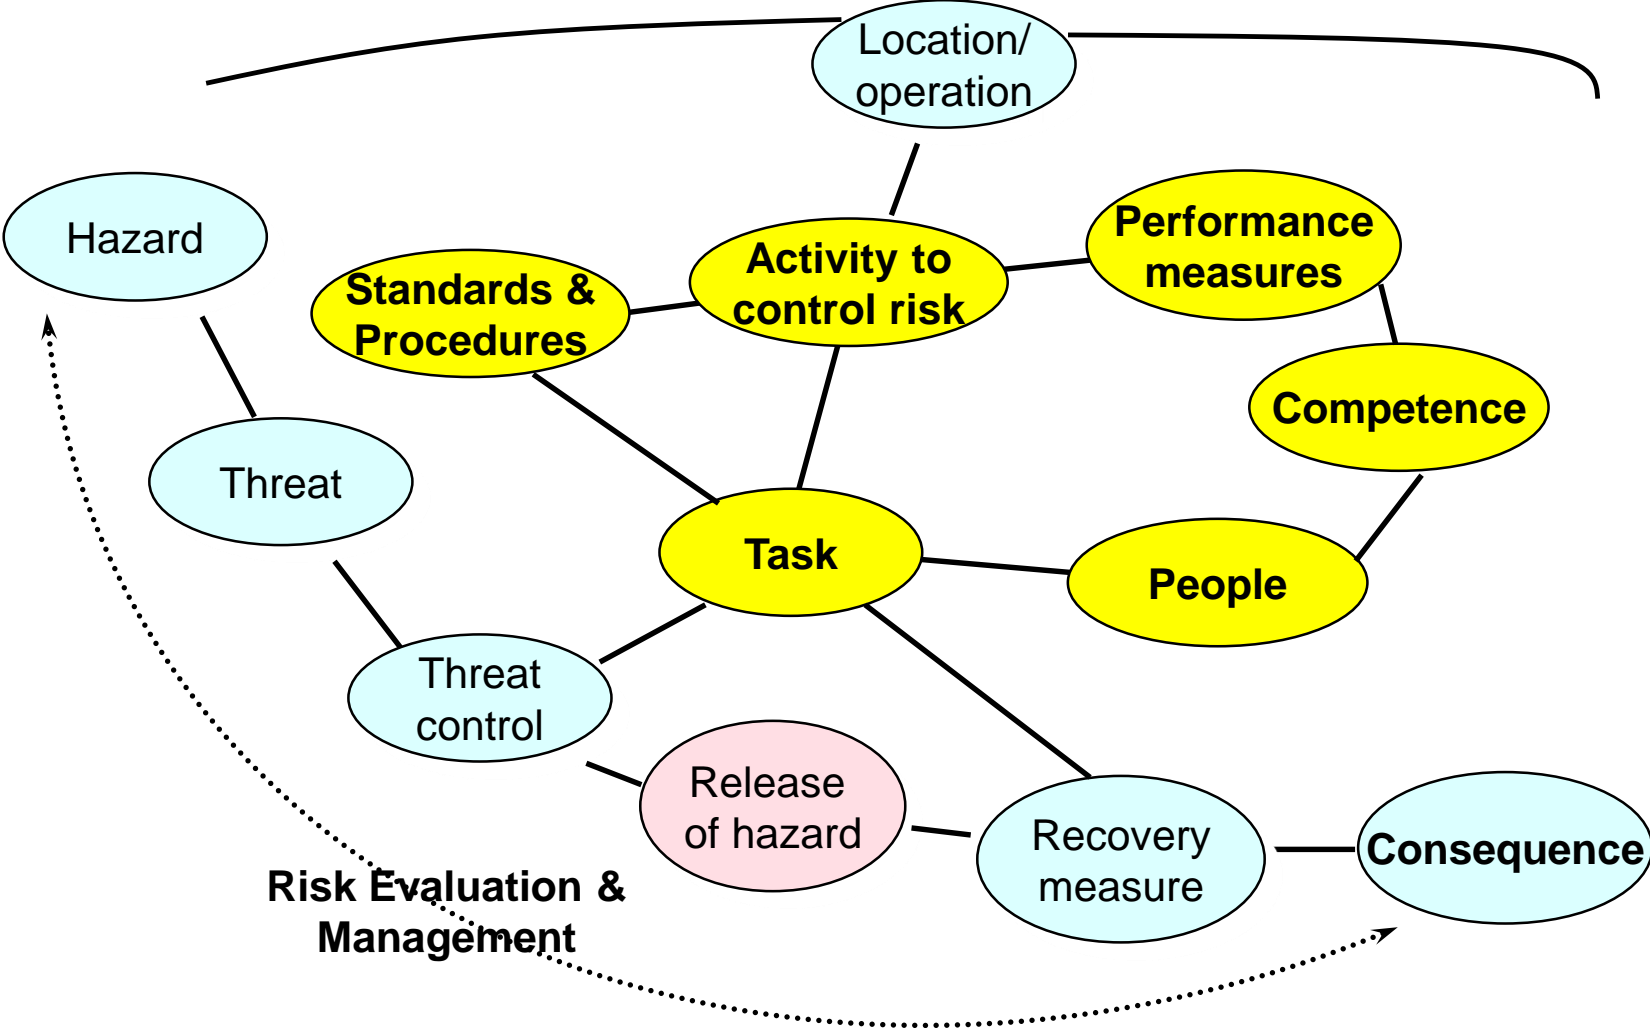 Location/
operation
Hazard
Performance
measures
Activity to
control risk
Standards &
Procedures
Competence
Threat
Task
People
Threat
control
Release
of hazard
Recovery
measure
Consequence
Risk Evaluation &
Management